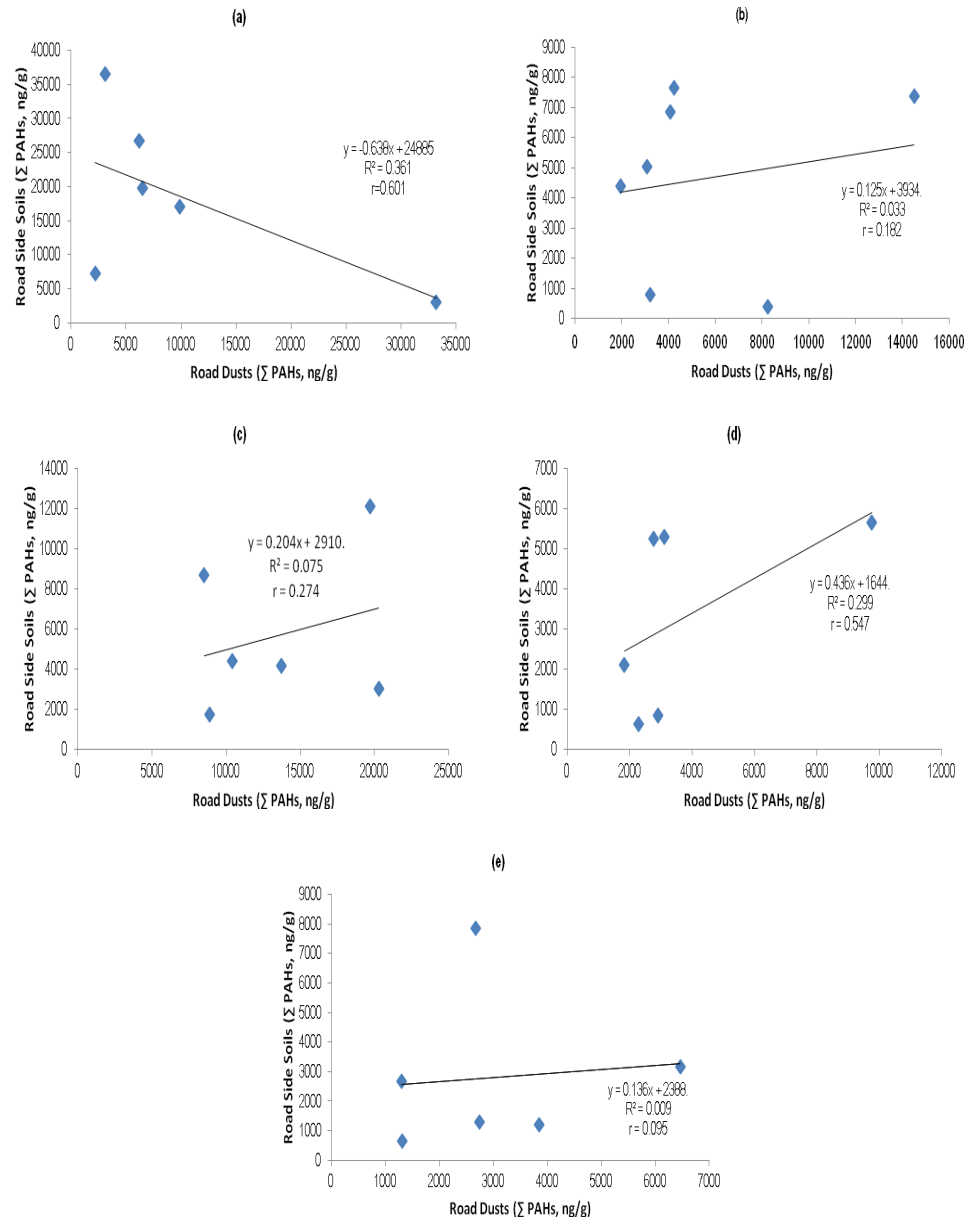 (a)
Road Side Soils (∑ PAHs, ng/g)
40000
35000
30000
25000
20000
15000
10000
5000
0
y = -0.638x + 24885
R² = 0.361
r=0.601
0 5000 10000 15000 20000 25000 30000 35000
Road Dusts (∑ PAHs, ng/g)
(b)
Road Side Soils (∑ PAHs, ng/g)
9000
8000
7000
6000
5000
4000
3000
2000
1000
0
y = 0.125x + 3934.
R² = 0.033
r = 0.182
0 2000 4000 6000 8000 10000 12000 14000 16000
Road Dusts (∑ PAHs, ng/g)
(c)
Road Side Soils (∑ PAHs, ng/g)
14000
12000
10000
8000
6000
4000
2000
0
y = 0.204x + 2910.
R² = 0.075
r = 0.274
0 5000 10000 15000 20000 25000
Road Dusts (∑ PAHs, ng/g)
(d)
Road Side Soils (∑ PAHs, ng/g)
7000
6000
5000
4000
3000
2000
1000
0
y = 0.436x + 1644.
R² = 0.299
r = 0.547
0 2000 4000 6000 8000 10000 12000
Road Dusts (∑ PAHs, ng/g)
(e)
Road Side Soils (∑ PAHs, ng/g)
9000
8000
7000
6000
5000
4000
3000
2000
1000
0
y = 0.136x + 2388.
R² = 0.009
r = 0.095
0 1000 2000 3000 4000 5000 6000 7000
Road Dusts (∑ PAHs, ng/g)